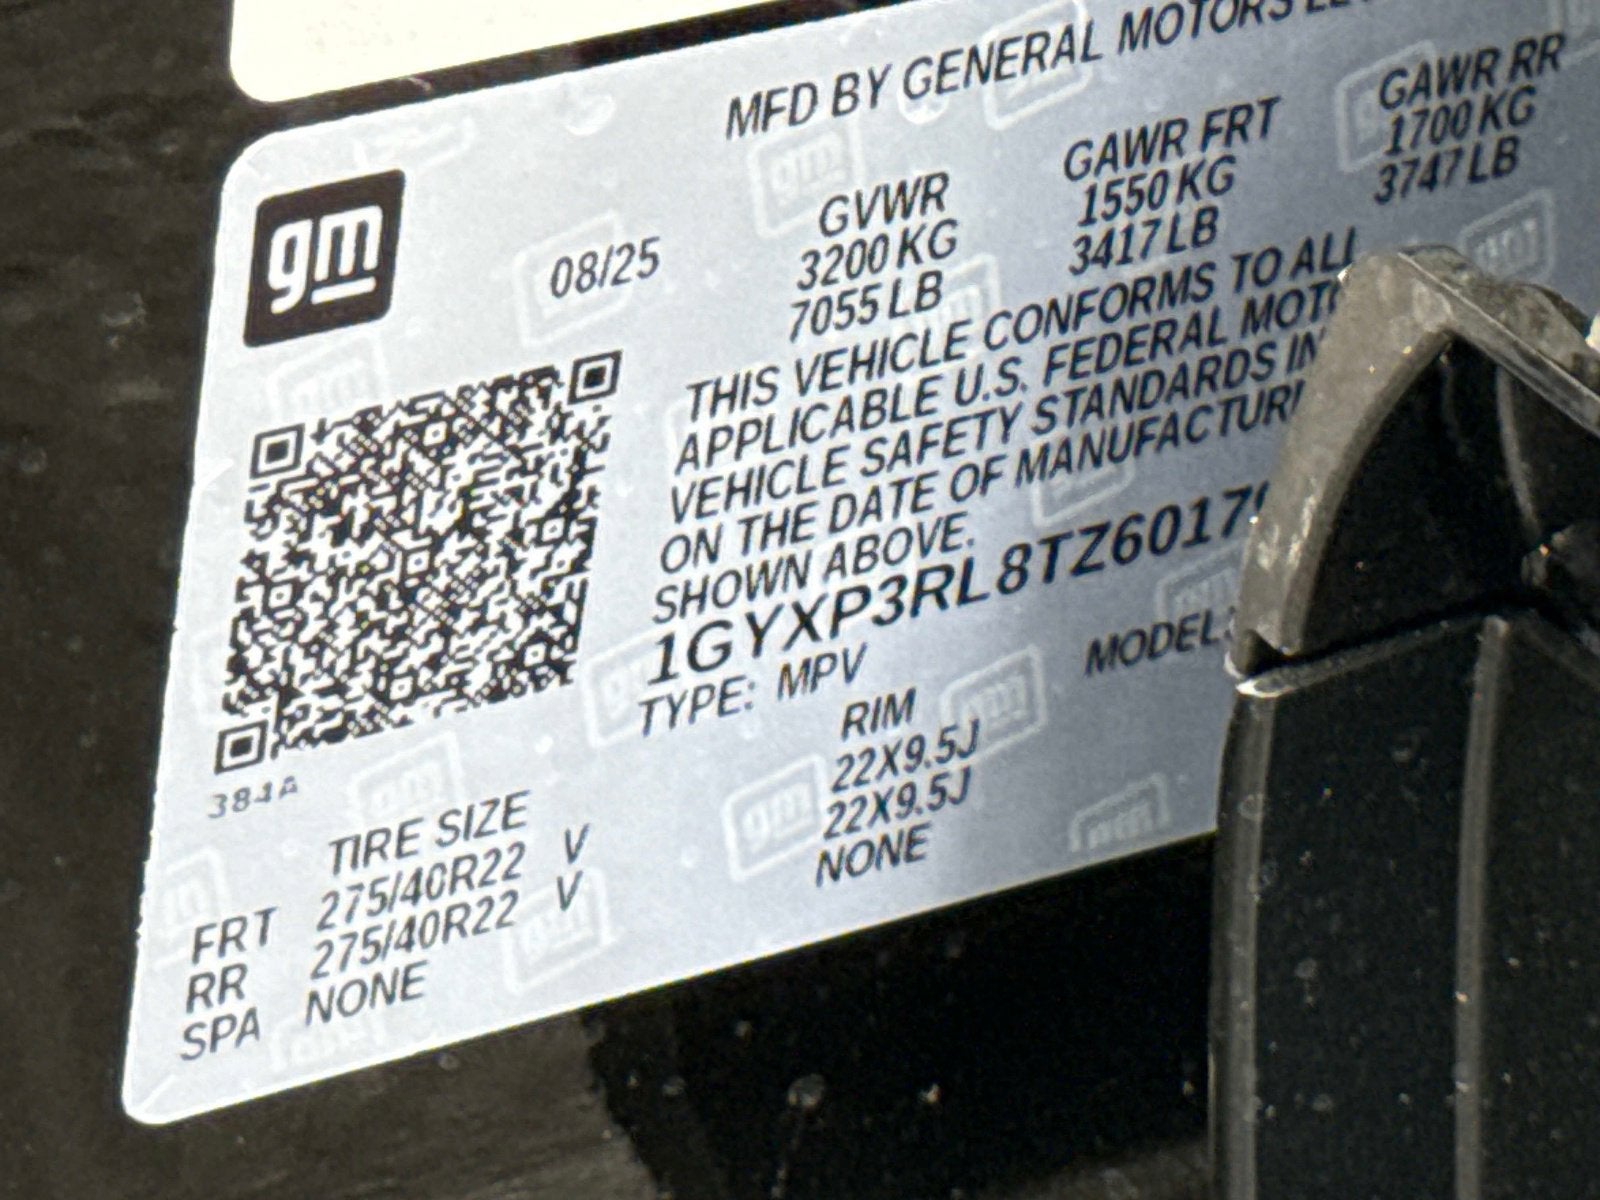 MFD BY GENERAL MOTORS
gm
08/25
GVWR GAWR FRT GAWR RR
3200 KG 1550 KG 1700 KG
7055 LB 3417 LB 3747 LB
THIS VEHICLE CONFORMS TO ALL
APPLICABLE U.S. FEDERAL
VEHICLE SAFETY STANDARDS IN
ON THE DATE OF
SHOWN ABOVE.
1GYXP3RL8TZ6017
TYPE: MPV MODEL:
384A
TIRE SIZE RIM
FRT 275/40R22 V 22X9.5J
RR 275/40R22 V 22X9.5J
SPA NONE NONE